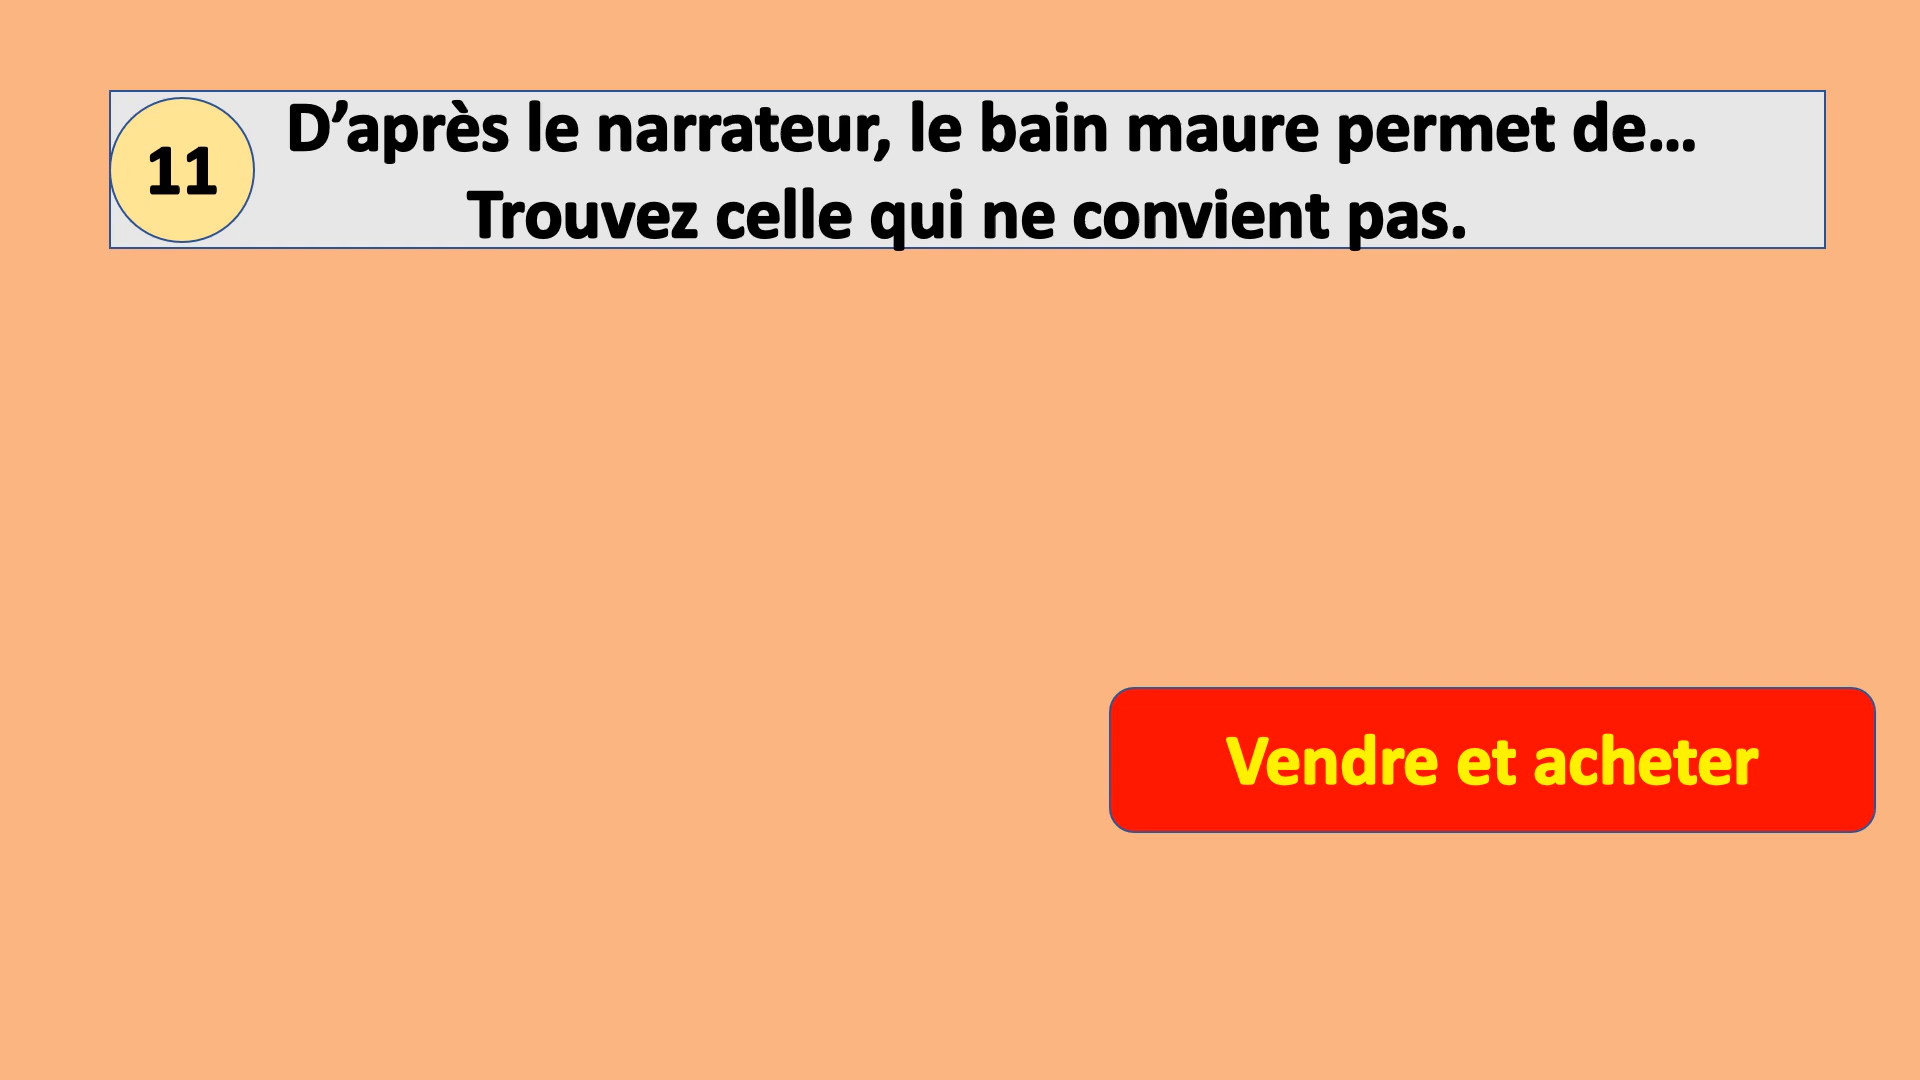 11
D’après le narrateur, le bain maure permet de…
Trouvez celle qui ne convient pas.
Vendre et acheter